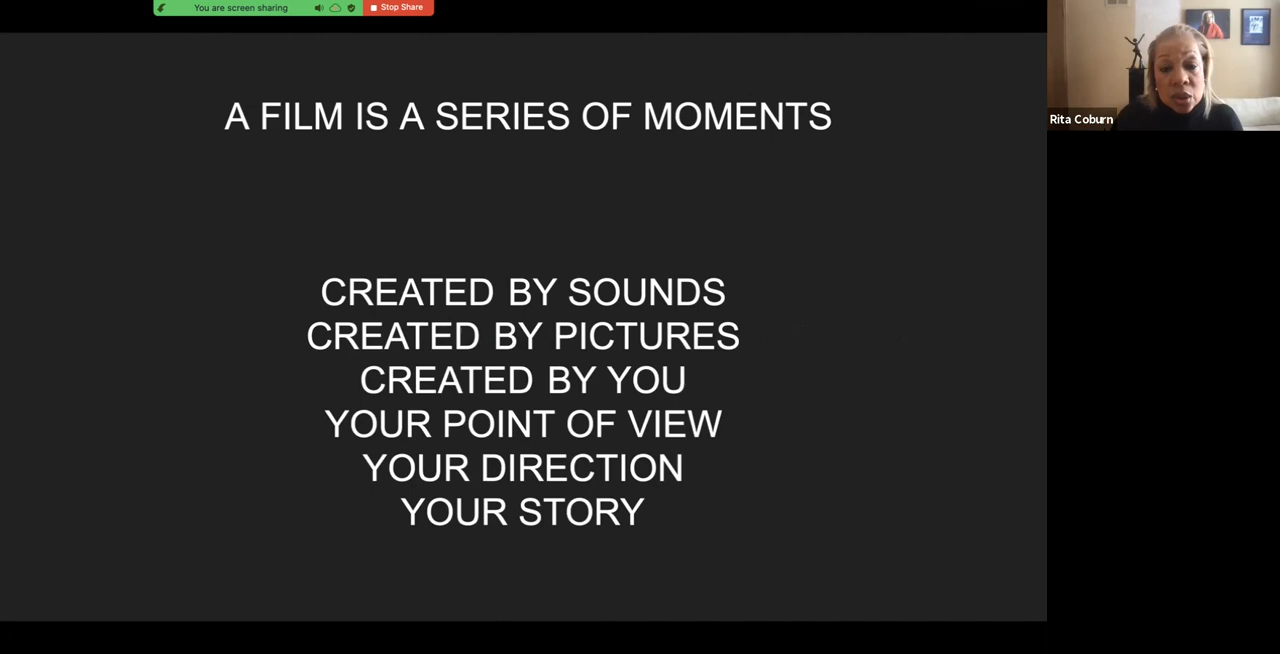 You are screen sharing
Stop Share
A FILM IS A SERIES OF MOMENTS
CREATED BY SOUNDS
CREATED BY PICTURES
CREATED BY YOU
YOUR POINT OF VIEW
YOUR DIRECTION
YOUR STORY
Rita Coburn